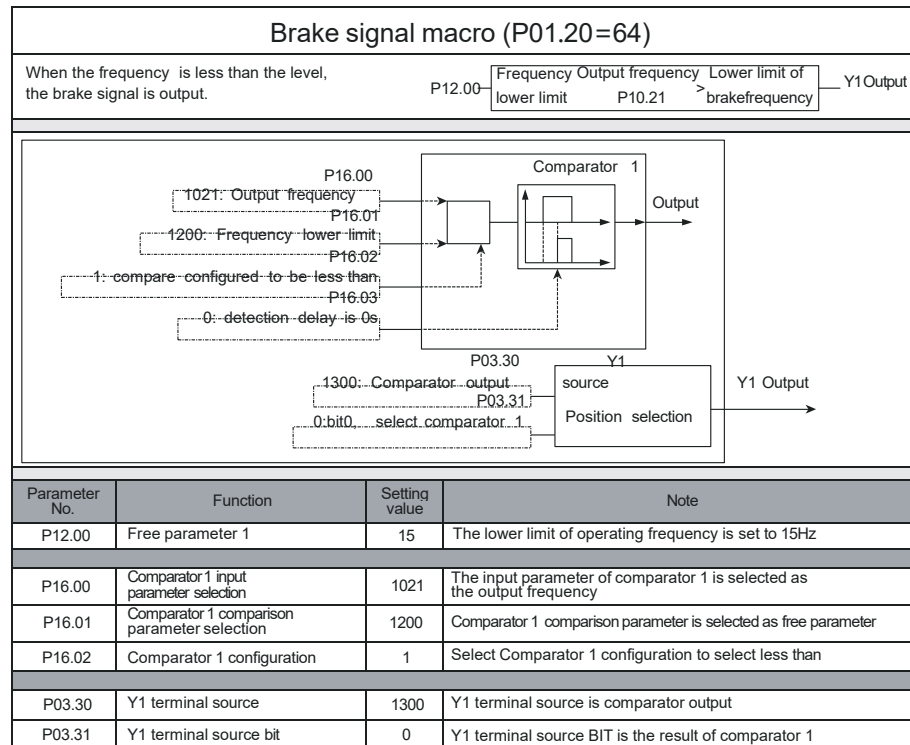 Brake signal macro (P01.20=64)
When the frequency is less than the level,
the brake signal is output.
P12.00
Frequency Output frequency Lower limit of
lower limit P10.21 > brakefrequency
Y1Output
P16.00
1021: Output frequency
P16.01
1200: Frequency lower limit
P16.02
1: compare configured to be less than
P16.03
0: detection delay is 0s
Comparator 1
Output
P03.30
1300: Comparator output
P03.31
0:bit0, select comparator 1
Y1
source
Position selection
Y1 Output
Parameter No. Function Setting value Note
P12.00 Free parameter 1 15 The lower limit of operating frequency is set to 15Hz
P16.00 Comparator1 input parameter selection 1021 The input parameter of comparator 1 is selected as the output frequency
P16.01 Comparator 1 comparison parameter selection 1200 Comparator 1 comparison parameter is selected as free parameter
P16.02 Comparator 1 configuration 1 Select Comparator 1 configuration to select less than
P03.30 Y1 terminal source 1300 Y1 terminal source is comparator output
P03.31 Y1 terminal source bit 0 Y1 terminal source BIT is the result of comparator 1